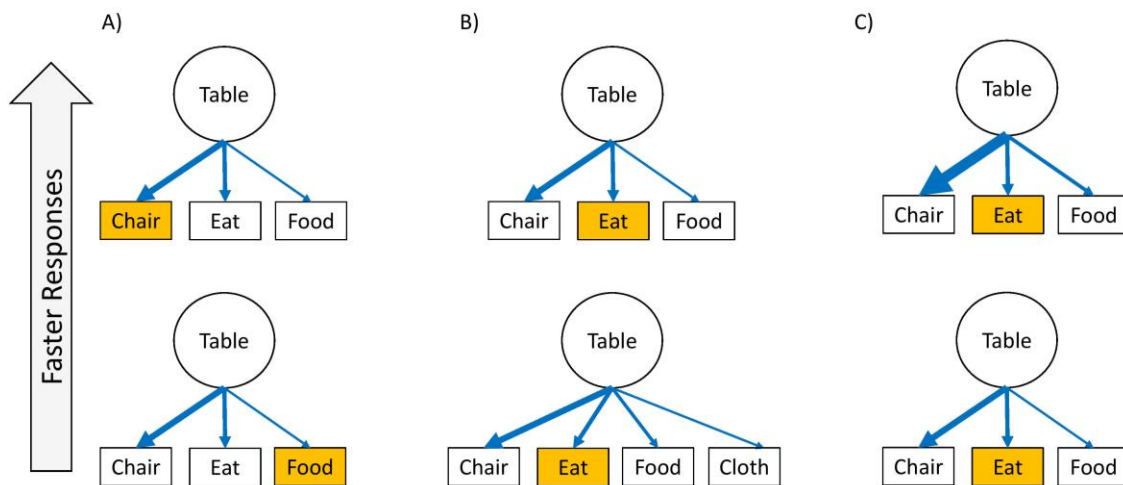 A)
B)
C)
Faster Responses
Table
Table
Table
Chair
Eat
Food
Chair
Eat
Food
Chair
Eat
Food
Table
Table
Table
Chair
Eat
Food
Chair
Eat
Food
Cloth
Chair
Eat
Food